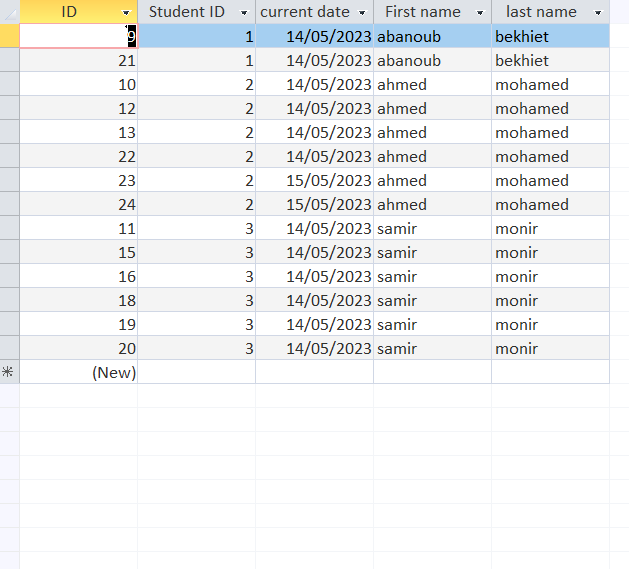 ID Student ID current date First name last name
9 1 14/05/2023 abanoub bekhiet
21 1 14/05/2023 abanoub bekhiet
10 2 14/05/2023 ahmed mohamed
12 2 14/05/2023 ahmed mohamed
13 2 14/05/2023 ahmed mohamed
22 2 14/05/2023 ahmed mohamed
23 2 15/05/2023 ahmed mohamed
24 2 15/05/2023 ahmed mohamed
11 3 14/05/2023 samir monir
15 3 14/05/2023 samir monir
16 3 14/05/2023 samir monir
18 3 14/05/2023 samir monir
19 3 14/05/2023 samir monir
20 3 14/05/2023 samir monir
(New)